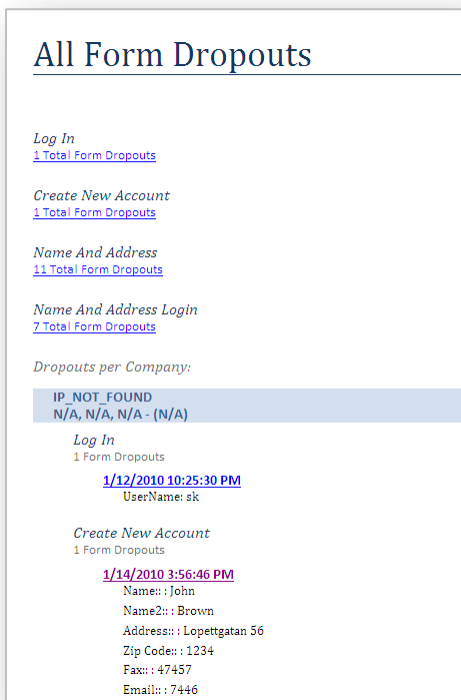 All Form Dropouts
Log In
1 Total Form Dropouts
Create New Account
1 Total Form Dropouts
Name And Address
11 Total Form Dropouts
Name And Address Login
7 Total Form Dropouts
Dropouts per Company:
IP_NOT_FOUND
N/A, N/A, N/A - (N/A)
Log In
1 Form Dropouts
1/12/2010 10:25:30 PM
UserName: sk
Create New Account
1 Form Dropouts
1/14/2010 3:56:46 PM
Name:: : John
Name2:: : Brown
Address:: : Lopettgatan 56
Zip Code:: : 1234
Fax:: : 47457
Email:: : 7446